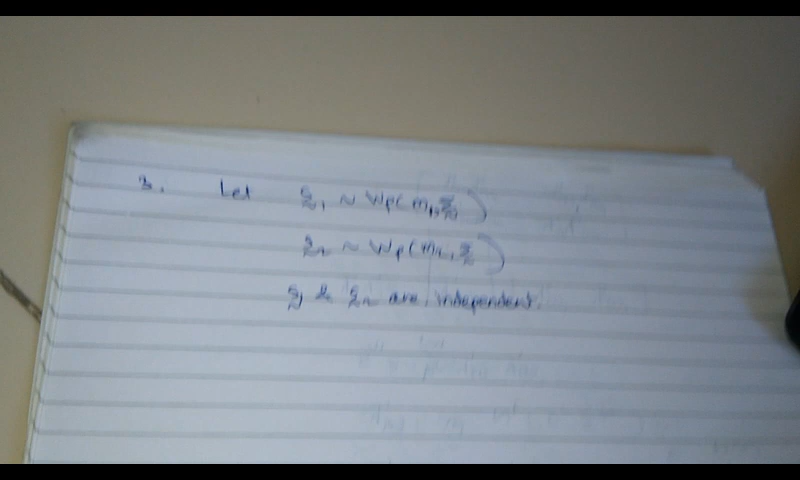 3. Let S₁ ~ Wp(m₁, Σ)
S₂ ~ Wp(m₂, Σ)
S₁ & S₂ are independent.